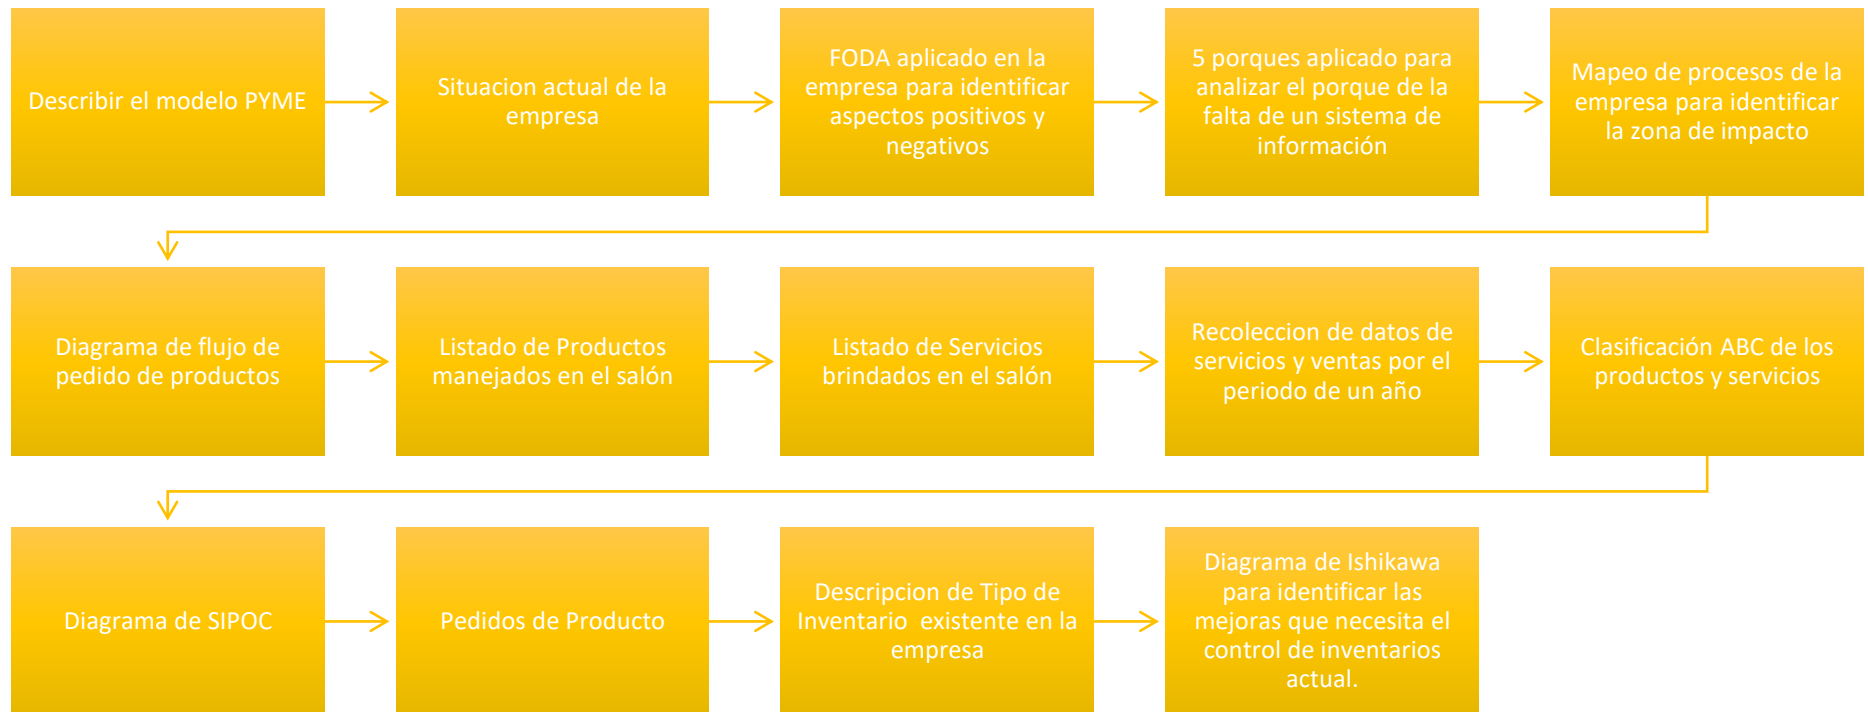 Describir el modelo PYME
Situacion actual de la
empresa
FODA aplicado en la
empresa para identificar
aspectos positivos y
negativos
5 porques aplicado para
analizar el porque de la
falta de un sistema de
información
Mapeo de procesos de la
empresa para identificar
la zona de impacto
Diagrama de flujo de
pedido de productos
Listado de Productos
manejados en el salón
Listado de Servicios
brindados en el salón
Recoleccion de datos de
servicios y ventas por el
periodo de un año
Clasificación ABC de los
productos y servicios
Diagrama de SIPOC
Pedidos de Producto
Descripcion de Tipo de
Inventario  existente en la
empresa
Diagrama de Ishikawa
para identificar las
mejoras que necesita el
control de inventarios
actual.